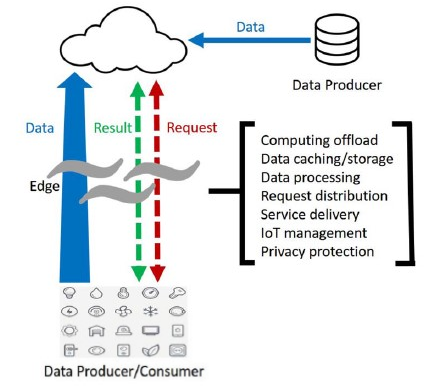 Data
Data Producer
Data
Result
Request
Edge
Computing offload
Data caching/storage
Data processing
Request distribution
Service delivery
IoT management
Privacy protection
Data Producer/Consumer